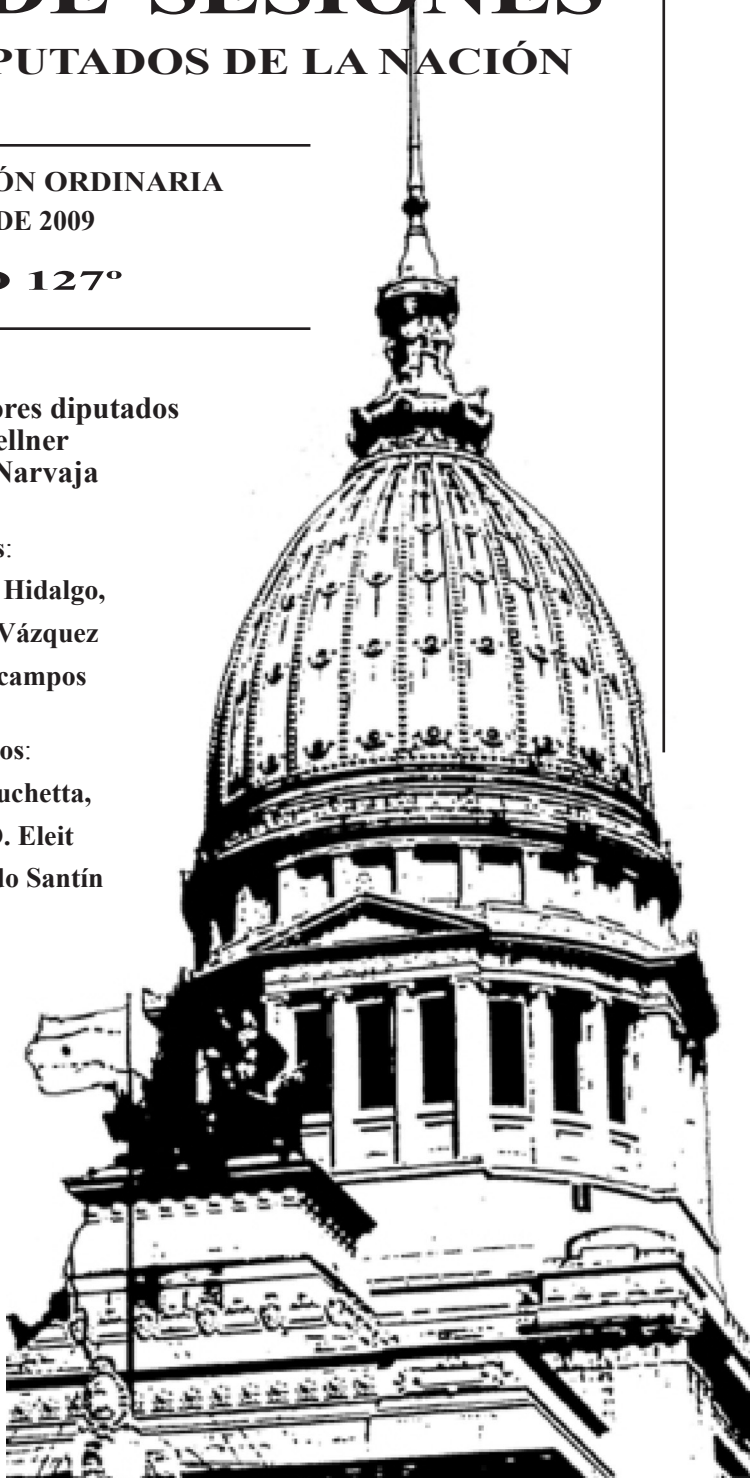 DE SESIONES
PUTADOS DE LA NACIÓN
ÓN ORDINARIA
DE 2009
127º
ores diputados
ellner
Narvaja
s:
Hidalgo,
Vázquez
campos
os:
uchetta,
D. Eleit
do Santín